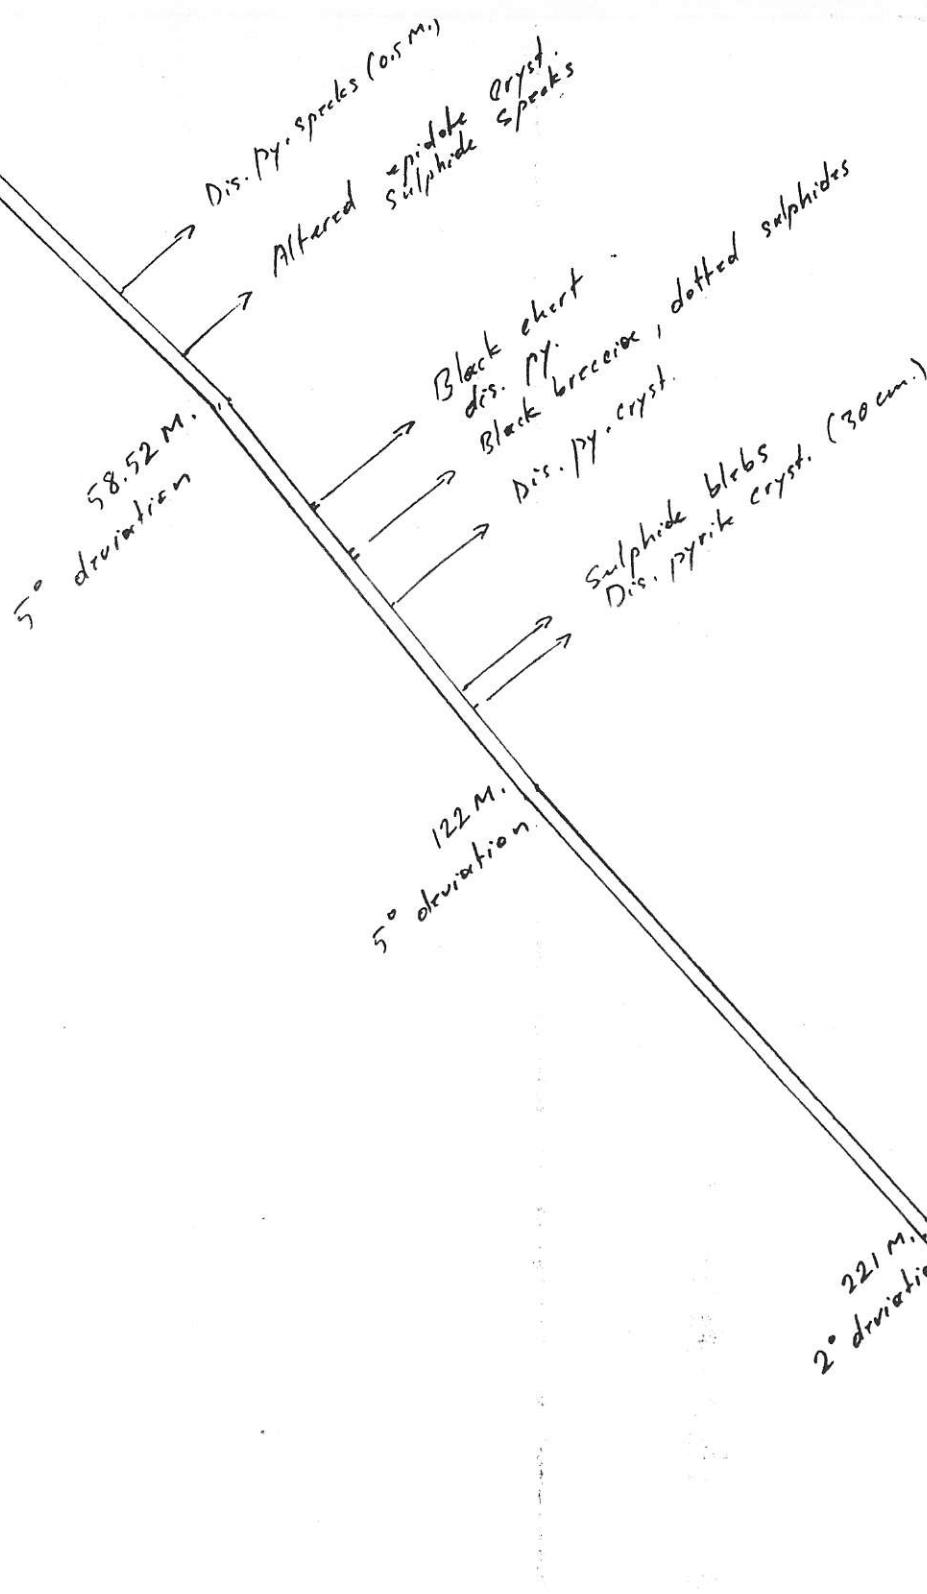 Dis. py. specks (0.5 M.)
Altered epidote cryst.
sulphide specks
58.52 M.
5° deviation
Black chert
dis. py.
Black breccia, dotted sulphides
Dis. py. cryst.
Sulphide blebs
Dis. pyrite cryst. (30 cm.)
122 M.
5° deviation
221 M.
2° deviatio